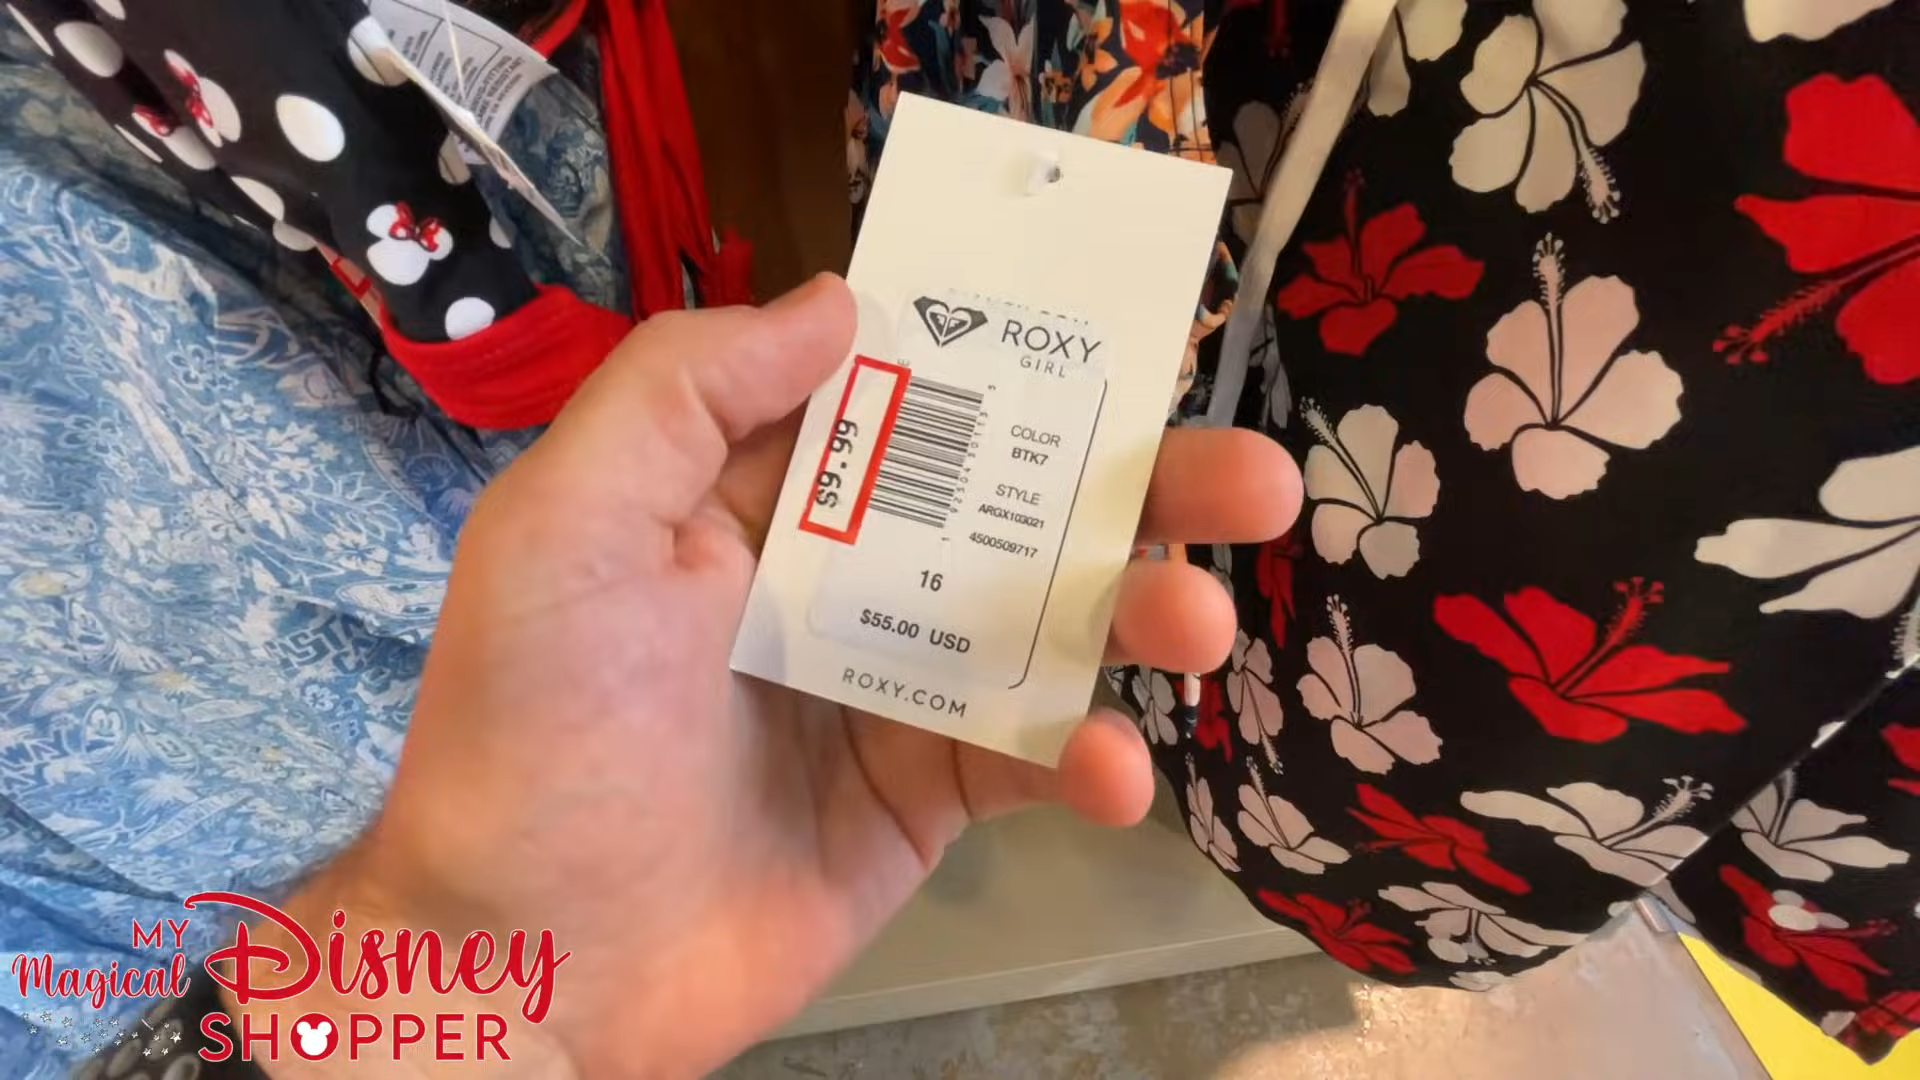 ROXY
GIRL
$9.99
COLOR
BTK7
STYLE
ARGX103021
4500509717
16
$55.00 USD
ROXY.COM
MY
Magical Disney
SHOPPER